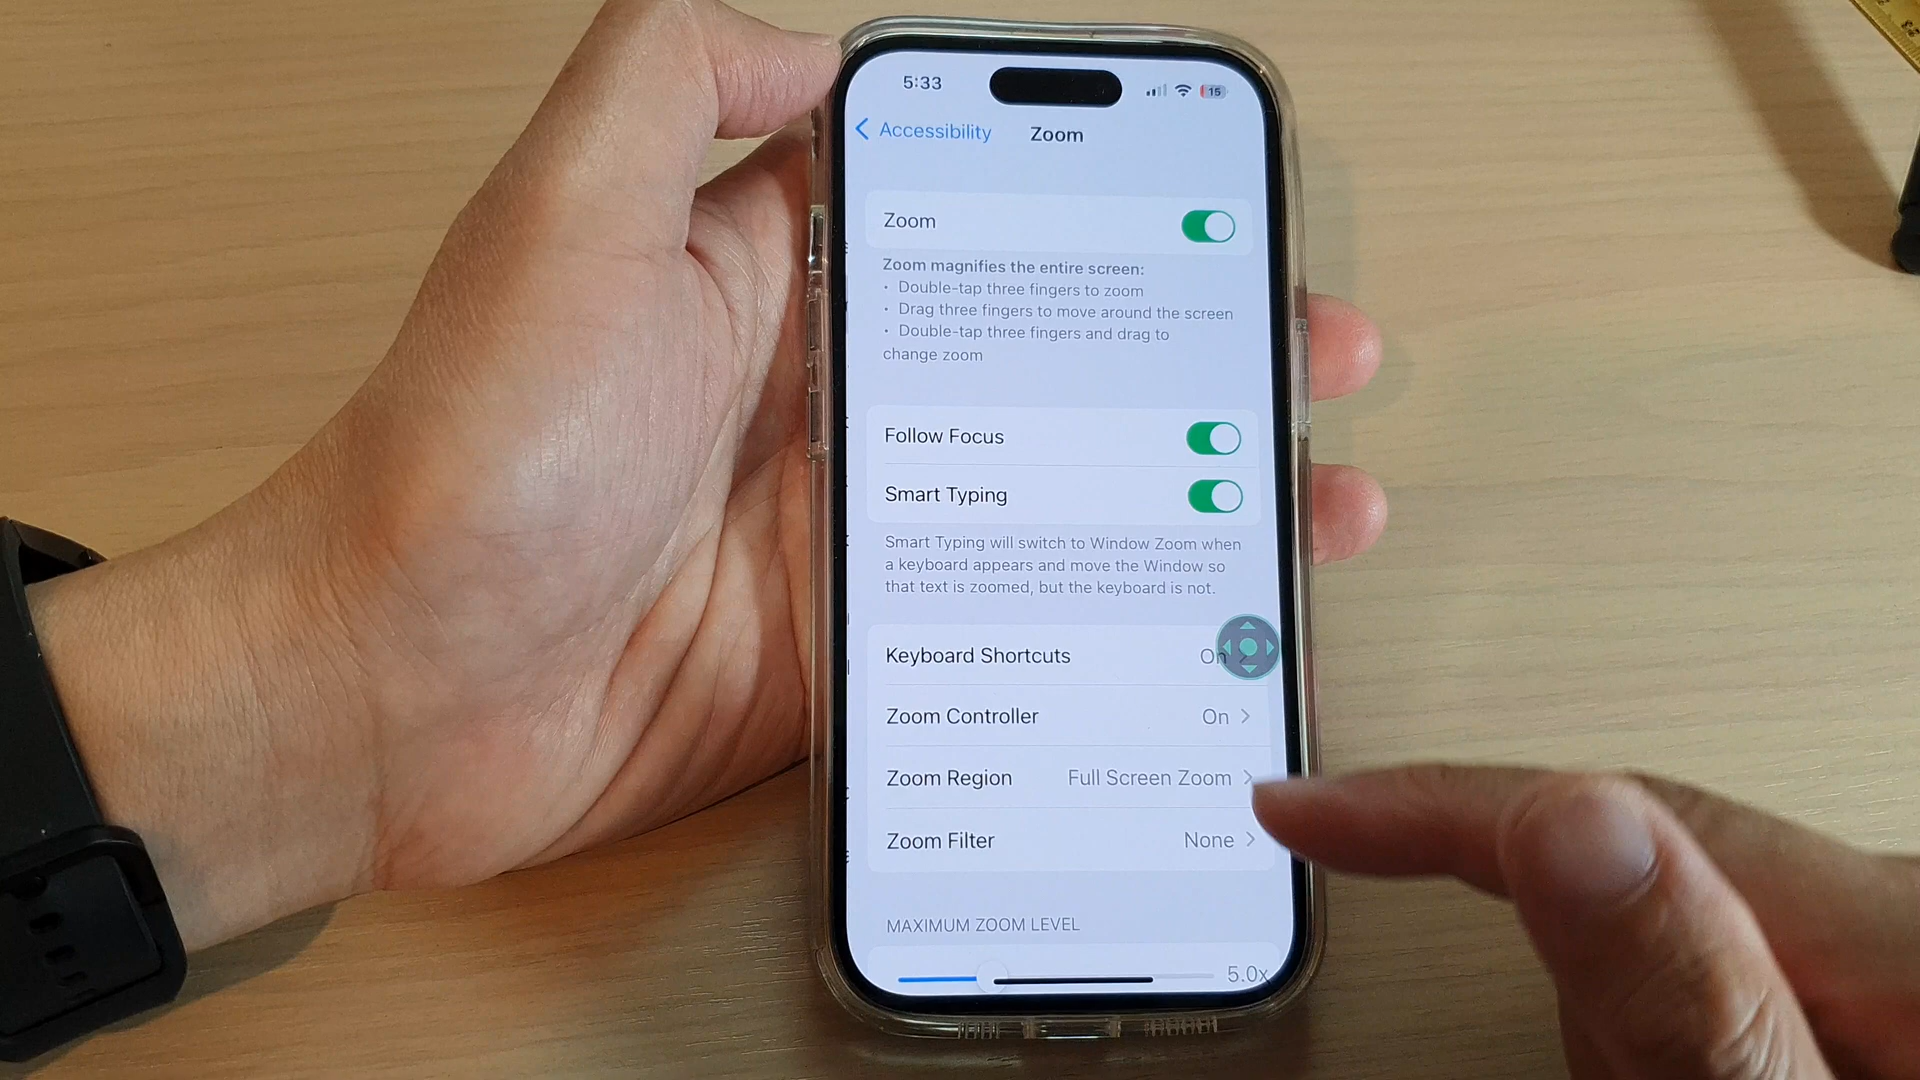 5:33
15
Accessibility
Zoom
Zoom
Zoom magnifies the entire screen:
• Double-tap three fingers to zoom
• Drag three fingers to move around the screen
• Double-tap three fingers and drag to
change zoom
Follow Focus
Smart Typing
Smart Typing will switch to Window Zoom when
a keyboard appears and move the Window so
that text is zoomed, but the keyboard is not.
Keyboard Shortcuts On
Zoom Controller On
Zoom Region Full Screen Zoom
Zoom Filter None
MAXIMUM ZOOM LEVEL
5.0x